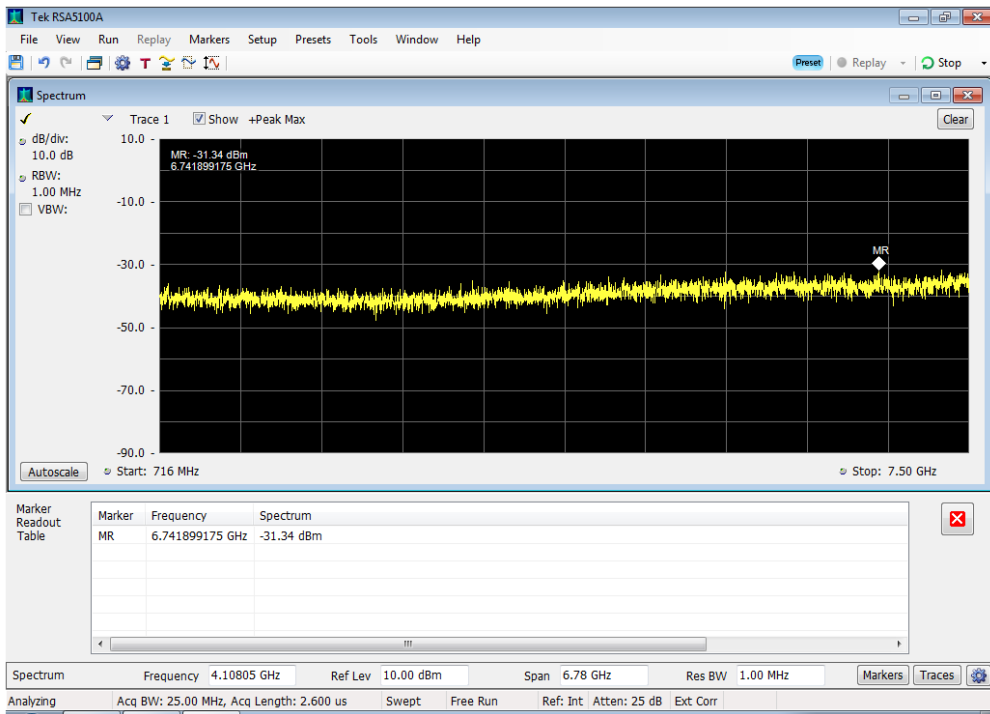 Tek RSA5100A
File View Run Replay Markers Setup Presets Tools Window Help
T Preset Replay Stop
Spectrum
Trace 1 Show +Peak Max Clear
dB/div:
10.0 dB
RBW:
1.00 MHz
VBW:
10.0
-10.0
-30.0
-50.0
-70.0
-90.0
MR: -31.34 dBm
6.741899175 GHz
MR
Autoscale Start: 716 MHz Stop: 7.50 GHz
Marker
Readout
Table
Marker Frequency Spectrum
MR 6.741899175 GHz -31.34 dBm
Spectrum Frequency 4.10805 GHz Ref Lev 10.00 dBm Span 6.78 GHz Res BW 1.00 MHz Markers Traces
Analyzing Acq BW: 25.00 MHz, Acq Length: 2.600 us Swept Free Run Ref: Int Atten: 25 dB Ext Corr